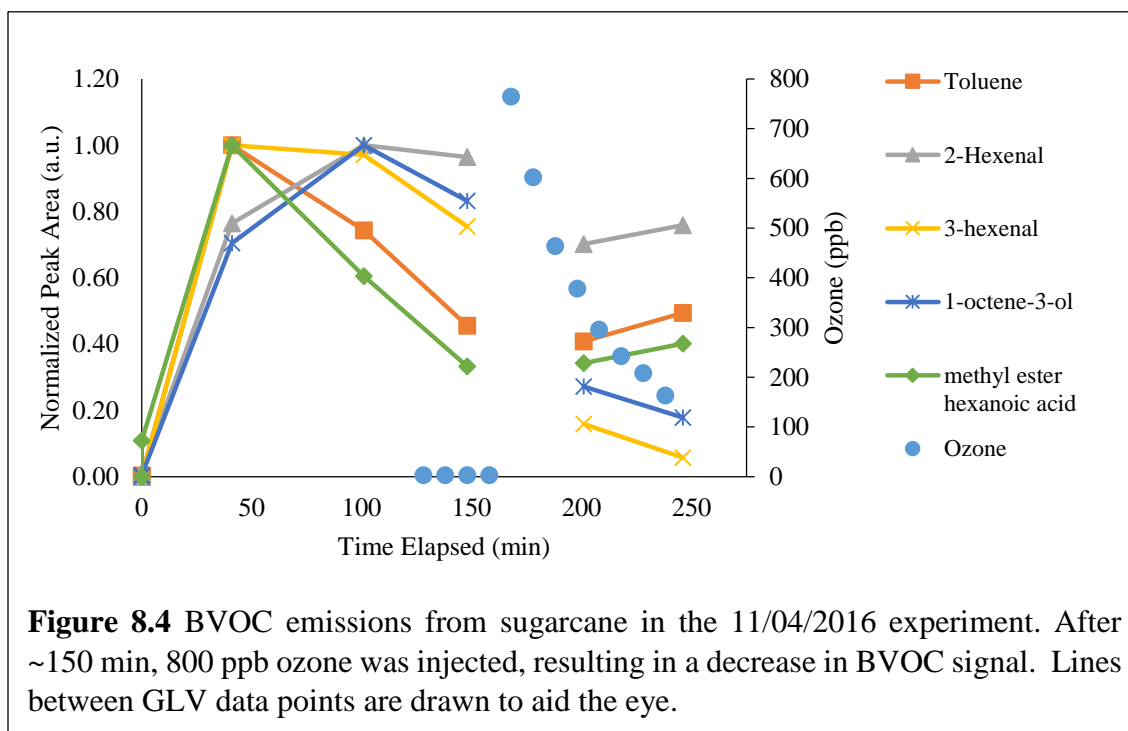 1.20
1.00
0.80
0.60
0.40
0.20
0.00
Normalized Peak Area (a.u.)
0
50
100
150
200
250
Time Elapsed (min)
800
700
600
500
400
300
200
100
0
Ozone (ppb)
Toluene
2-Hexenal
3-hexenal
1-octene-3-ol
methyl ester
hexanoic acid
Ozone
Figure 8.4 BVOC emissions from sugarcane in the 11/04/2016 experiment. After
~150 min, 800 ppb ozone was injected, resulting in a decrease in BVOC signal. Lines
between GLV data points are drawn to aid the eye.